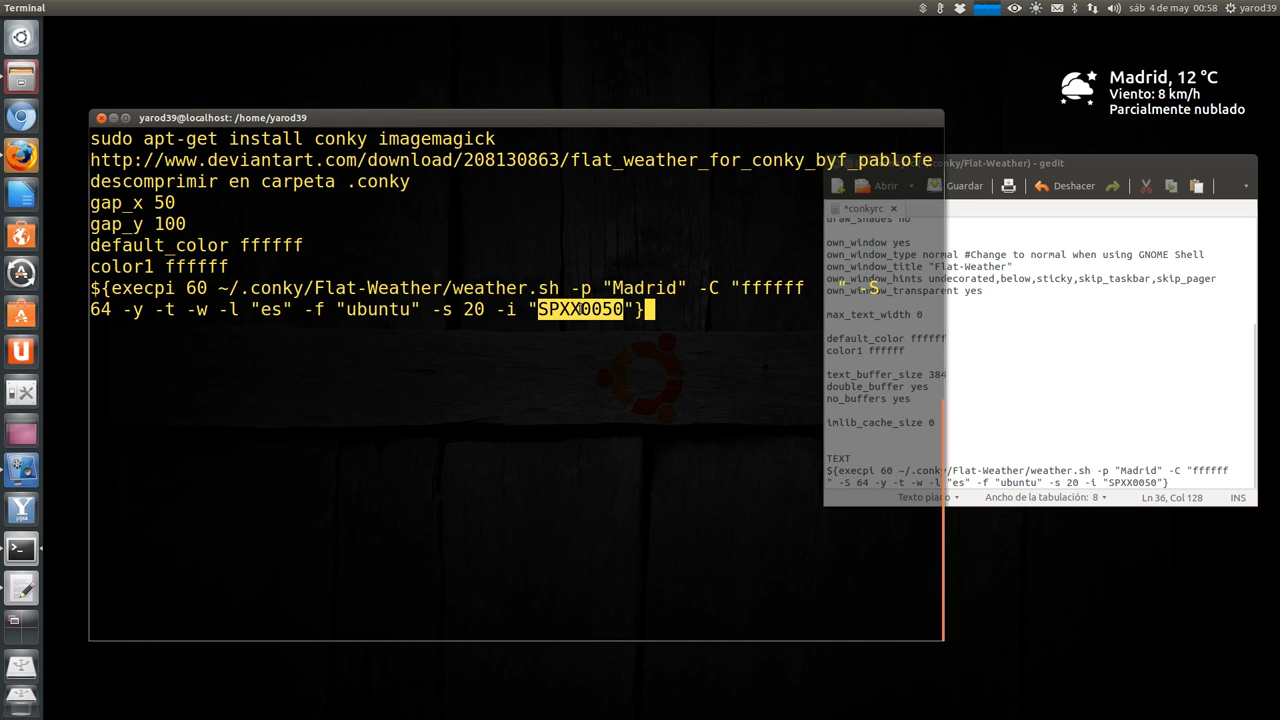 Terminal
sáb 4 de may 00:58
yarod39
Madrid, 12 °C
Viento: 8 km/h
Parcialmente nublado
yarod39@localhost: /home/yarod39
sudo apt-get install conky imagemagick
http://www.deviantart.com/download/208130863/flat_weather_for_conky_byf_pablofe
descomprimir en carpeta .conky
gap_x 50
gap_y 100
default_color ffffff
color1 ffffff
${execpi 60 ~/.conky/Flat-Weather/weather.sh -p "Madrid" -C "ffffff " -S
64 -y -t -w -l "es" -f "ubuntu" -s 20 -i "SPXX0050"}
conky/Flat-Weather) - gedit
Abrir
Guardar
Deshacer
*conkyrc
draw_shades no
own_window yes
own_window_type normal #Change to normal when using GNOME Shell
own_window_title "Flat-Weather"
own_window_hints undecorated,below,sticky,skip_taskbar,skip_pager
own_window_transparent yes
max_text_width 0
default_color ffffff
color1 ffffff
text_buffer_size 384
double_buffer yes
no_buffers yes
imlib_cache_size 0
TEXT
${execpi 60 ~/.conky/Flat-Weather/weather.sh -p "Madrid" -C "ffffff
" -S 64 -y -t -w -l "es" -f "ubuntu" -s 20 -i "SPXX0050"}
Texto plano
Ancho de la tabulación: 8
Ln 36, Col 128
INS